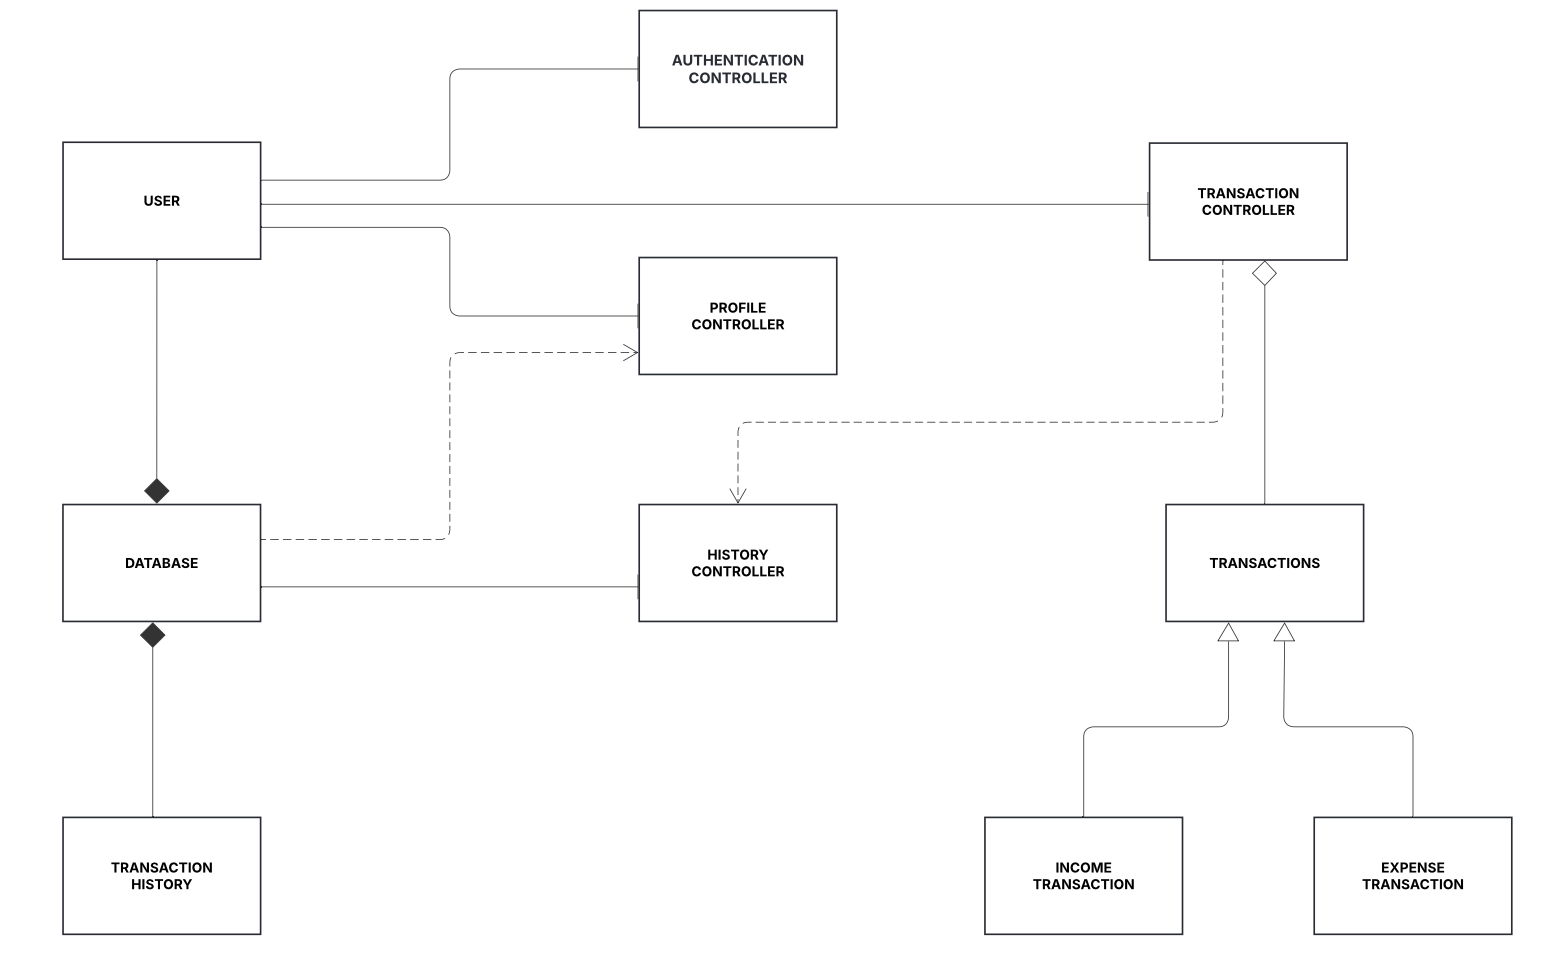 AUTHENTICATION
CONTROLLER
USER
TRANSACTION
CONTROLLER
PROFILE
CONTROLLER
DATABASE
HISTORY
CONTROLLER
TRANSACTIONS
TRANSACTION
HISTORY
INCOME
TRANSACTION
EXPENSE
TRANSACTION